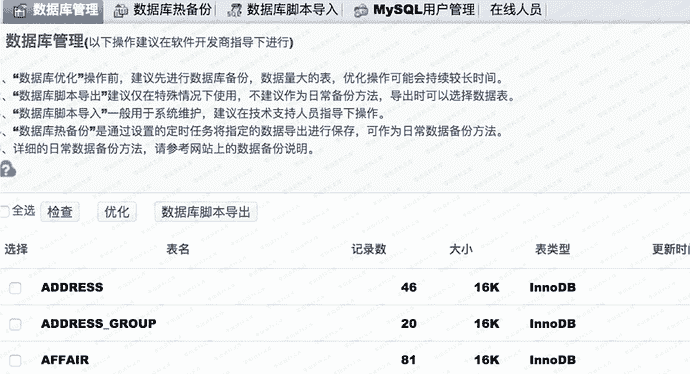 数据库管理 数据库热备份 数据库脚本导入 MySQL用户管理 在线人员
数据库管理(以下操作建议在软件开发商指导下进行)
、“数据库优化”操作前，建议先进行数据库备份，数据量大的表，优化操作可能会持续较长时间。
、“数据库脚本导出”建议仅在特殊情况下使用，不建议作为日常备份方法，导出时可以选择数据表。
、“数据库脚本导入”一般用于系统维护，建议在技术支持人员指导下操作。
、“数据库热备份”是通过设置的定时任务将指定的数据导出进行保存，可作为日常数据备份方法。
、详细的日常数据备份方法，请参考网站上的数据备份说明。
全选 检查 优化 数据库脚本导出
选择 表名 记录数 大小 表类型 更新时
ADDRESS 46 16K InnoDB
ADDRESS_GROUP 20 16K InnoDB
AFFAIR 81 16K InnoDB